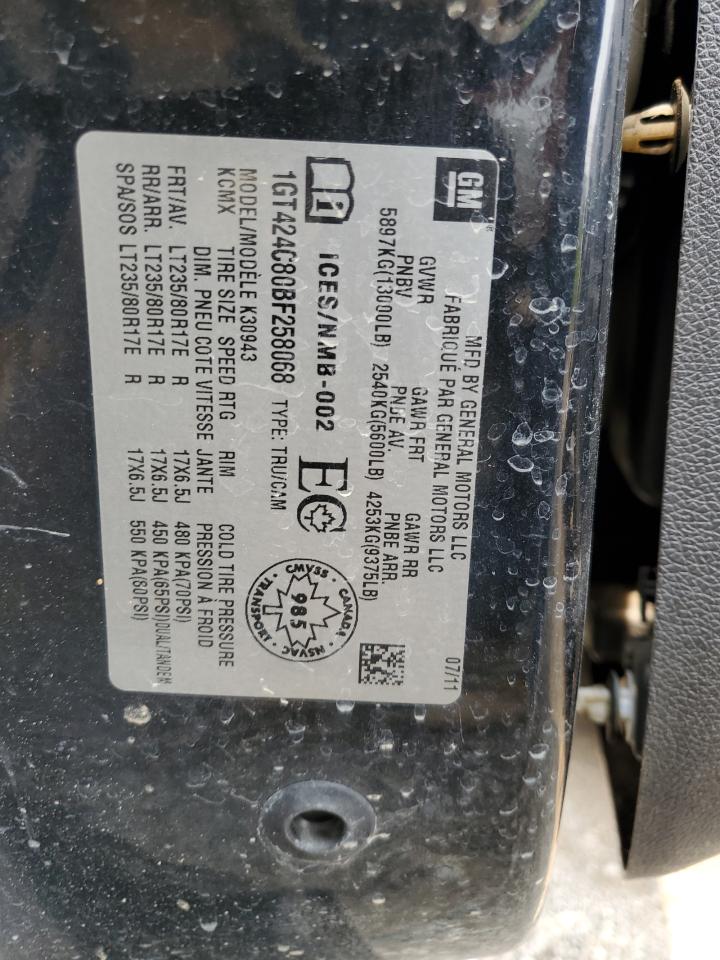 GM
MFD BY GENERAL MOTORS LLC
07/11
FABRIQUÉ PAR GENERAL MOTORS LLC
GVWR GAWR FRT GAWR RR
PNBV PNBE AV. PNBE ARR.
5897KG(13000LB) 2540KG(5600LB) 4253KG(9375LB)
ICES/NMB-002
EC
CANADA
CMVSS
985
NSVAC
TRANSPORT
1GT424C80BF258068 TYPE: TRU/CAM
MODEL/MODÈLE K30943
KCMX TIRE SIZE SPEED RTG RIM COLD TIRE PRESSURE
DIM. PNEU COTE VITESSE JANTE PRESSION À FROID
FRT/AV. LT235/80R17E R 17X6.5J 480 KPA(70PSI)
RR/ARR. LT235/80R17E R 17X6.5J 450 KPA(65PSI)DUAL/TANDEM
SPA/SOS LT235/80R17E R 17X6.5J 550 KPA(80PSI)